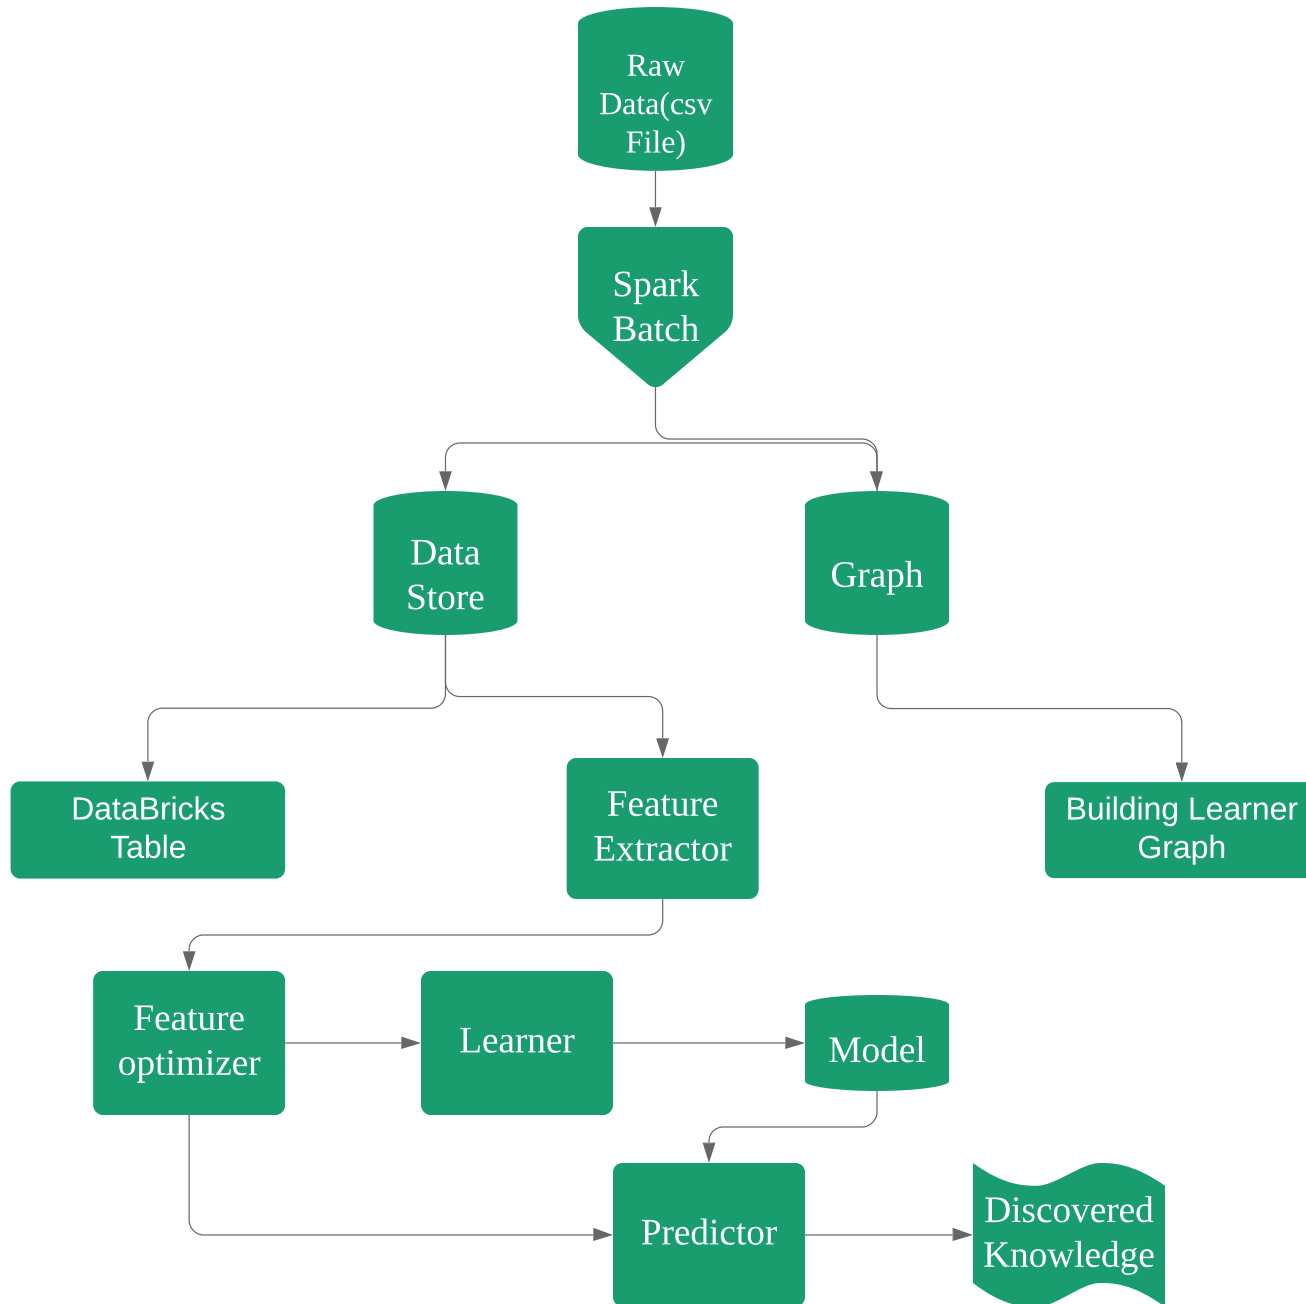 Raw
Data(csv
File)
Spark
Batch
Data
Store
Graph
DataBricks
Table
Feature
Extractor
Building Learner
Graph
Feature
optimizer
Learner
Model
Predictor
Discovered
Knowledge